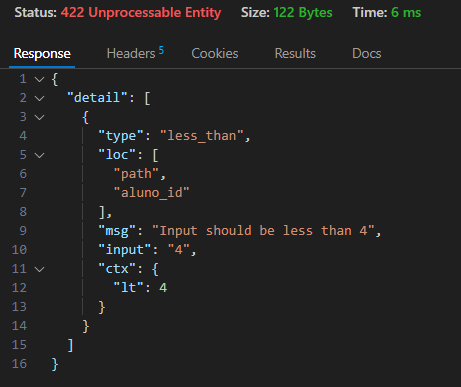 Status: 422 Unprocessable Entity Size: 122 Bytes Time: 6 ms
Response Headers 5 Cookies Results Docs
1 {
2 "detail": [
3 {
4 "type": "less_than",
5 "loc": [
6 "path",
7 "aluno_id"
8 ],
9 "msg": "Input should be less than 4",
10 "input": "4",
11 "ctx": {
12 "lt": 4
13 }
14 }
15 ]
16 }